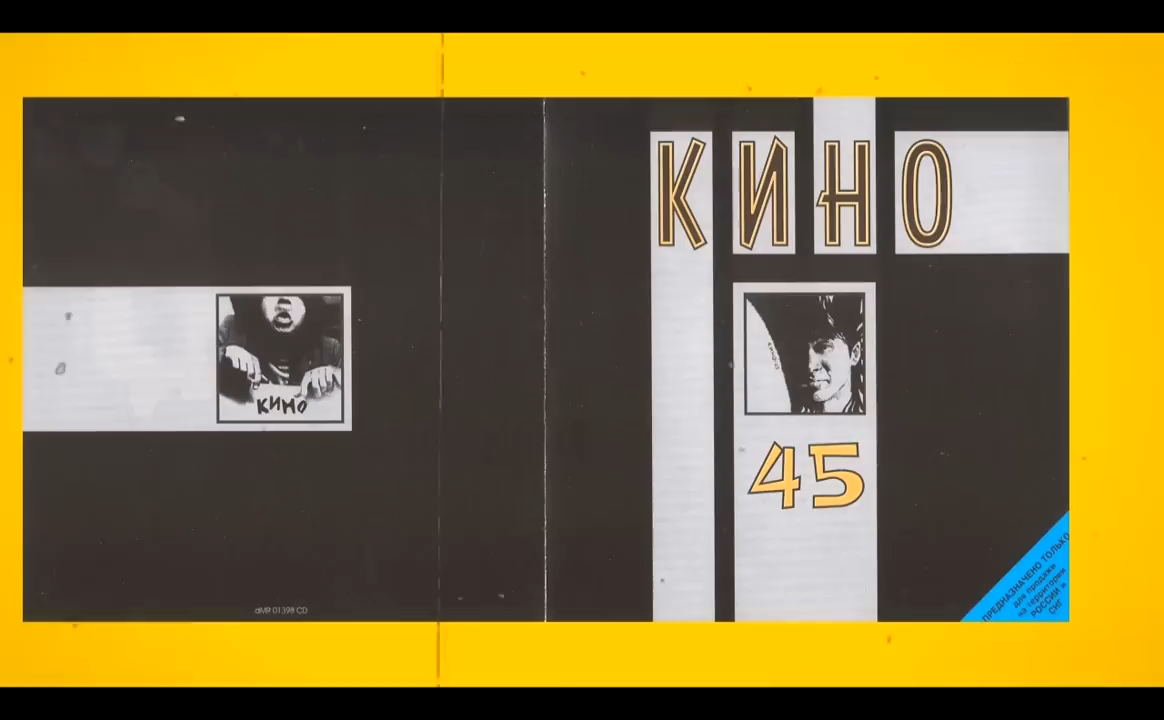 КИНО
КИНО
45
dMR 01398 CD
ПРЕДНАЗНАЧЕНО ТОЛЬКО
для продажи
на территории
РОССИИ и
СНГ